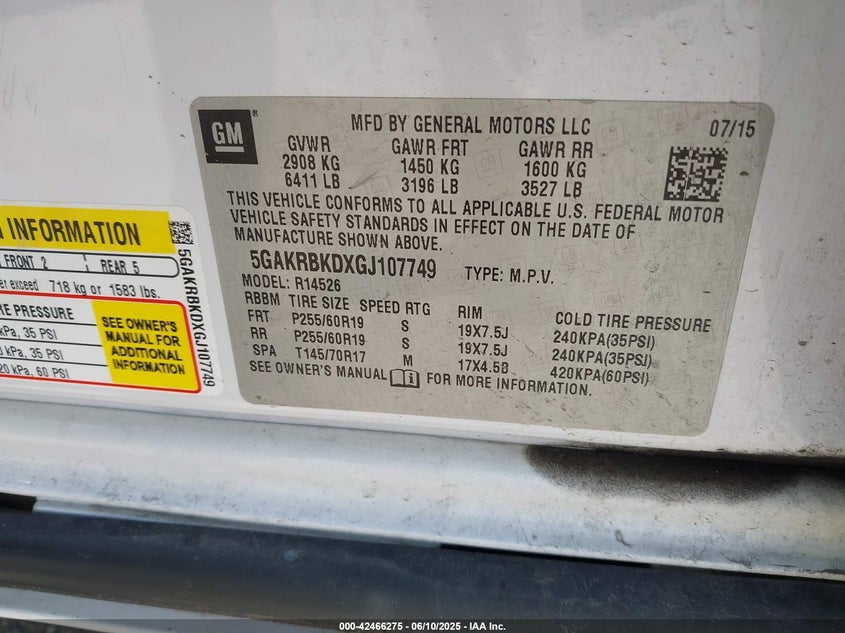 GM
®
MFD BY GENERAL MOTORS LLC
07/15
GVWR GAWR FRT GAWR RR
2908 KG 1450 KG 1600 KG
6411 LB 3196 LB 3527 LB
THIS VEHICLE CONFORMS TO ALL APPLICABLE U.S. FEDERAL MOTOR
VEHICLE SAFETY STANDARDS IN EFFECT ON THE DATE OF
MANUFACTURE SHOWN ABOVE.
5GAKRBKDXGJ107749 TYPE: M.P.V.
MODEL: R14526
RBBM TIRE SIZE SPEED RTG RIM COLD TIRE PRESSURE
FRT P255/60R19 S 19X7.5J 240KPA(35PSI)
RR P255/60R19 S 19X7.5J 240KPA(35PSI)
SPA T145/70R17 M 17X4.5B 420KPA(60PSI)
SEE OWNER'S MANUAL FOR MORE INFORMATION.
INFORMATION
FRONT 2 REAR 5
exceed 718 kg or 1583 lbs.
PRESSURE
kPa, 35 PSI
kPa, 35 PSI
20 kPa, 60 PSI
SEE OWNER'S
MANUAL FOR
ADDITIONAL
INFORMATION
5GAKRBKDXGJ107749
000-42466275 - 06/10/2025 - IAA Inc.